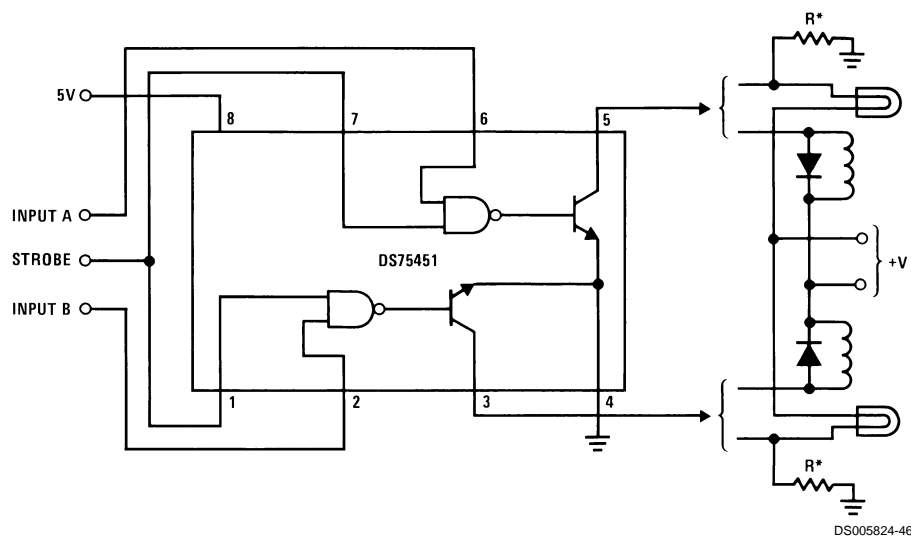 R*
5V
8
7
6
5
INPUT A
STROBE
DS75451
+V
INPUT B
1
2
3
4
R*
DS005824-46